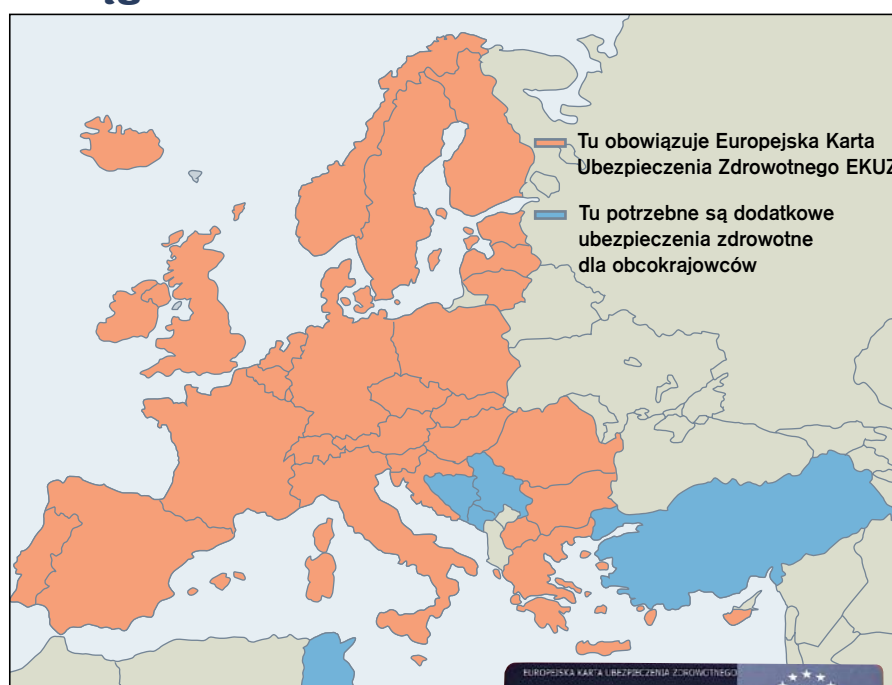 Tu obowiązuje Europejska Karta
Ubezpieczenia Zdrowotnego EKUZ
Tu potrzebne są dodatkowe
ubezpieczenia zdrowotne
dla obcokrajowców
EUROPEJSKA KARTA UBEZPIECZENIA ZDROWOTNEGO